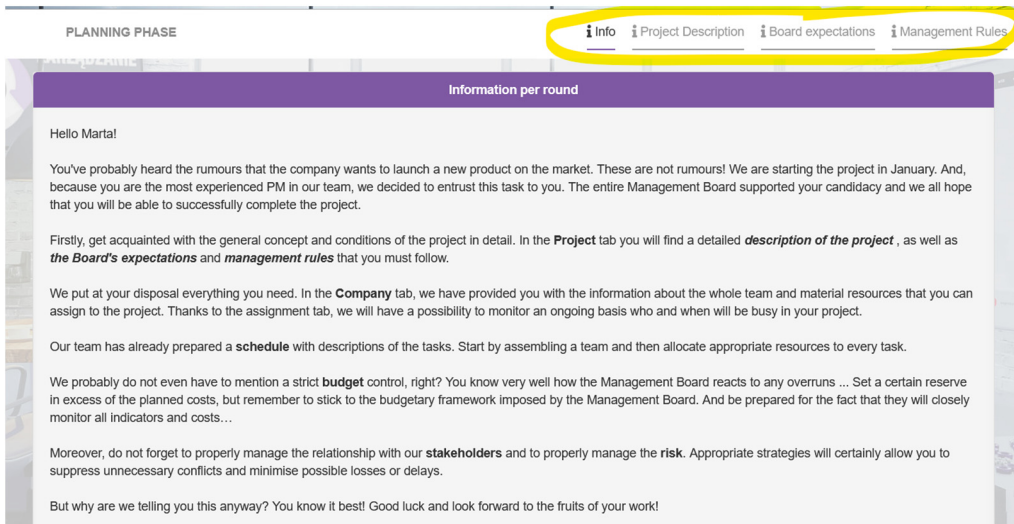 PLANNING PHASE
Info Project Description Board expectations Management Rules
Information per round
Hello Marta!
You've probably heard the rumours that the company wants to launch a new product on the market. These are not rumours! We are starting the project in January. And,
because you are the most experienced PM in our team, we decided to entrust this task to you. The entire Management Board supported your candidacy and we all hope
that you will be able to successfully complete the project.
Firstly, get acquainted with the general concept and conditions of the project in detail. In the Project tab you will find a detailed description of the project , as well as
the Board's expectations and management rules that you must follow.
We put at your disposal everything you need. In the Company tab, we have provided you with the information about the whole team and material resources that you can
assign to the project. Thanks to the assignment tab, we will have a possibility to monitor an ongoing basis who and when will be busy in your project.
Our team has already prepared a schedule with descriptions of the tasks. Start by assembling a team and then allocate appropriate resources to every task.
We probably do not even have to mention a strict budget control, right? You know very well how the Management Board reacts to any overruns ... Set a certain reserve
in excess of the planned costs, but remember to stick to the budgetary framework imposed by the Management Board. And be prepared for the fact that they will closely
monitor all indicators and costs…
Moreover, do not forget to properly manage the relationship with our stakeholders and to properly manage the risk. Appropriate strategies will certainly allow you to
suppress unnecessary conflicts and minimise possible losses or delays.
But why are we telling you this anyway? You know it best! Good luck and look forward to the fruits of your work!